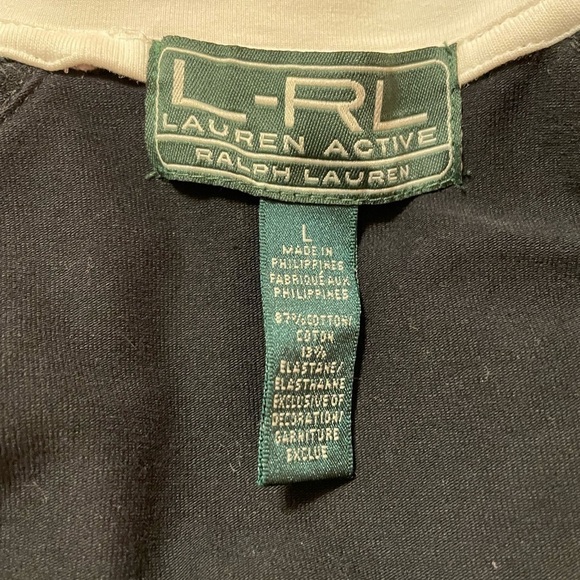 L-RL
LAUREN ACTIVE
RALPH LAUREN
L
MADE IN
PHILIPPINES
FABRIQUÉ AUX
PHILIPPINES
87% COTTON/
COTON
13%
ELASTANE/
ELASTHANNE
EXCLUSIVE OF
DECORATION/
GARNITURE
EXCLUE